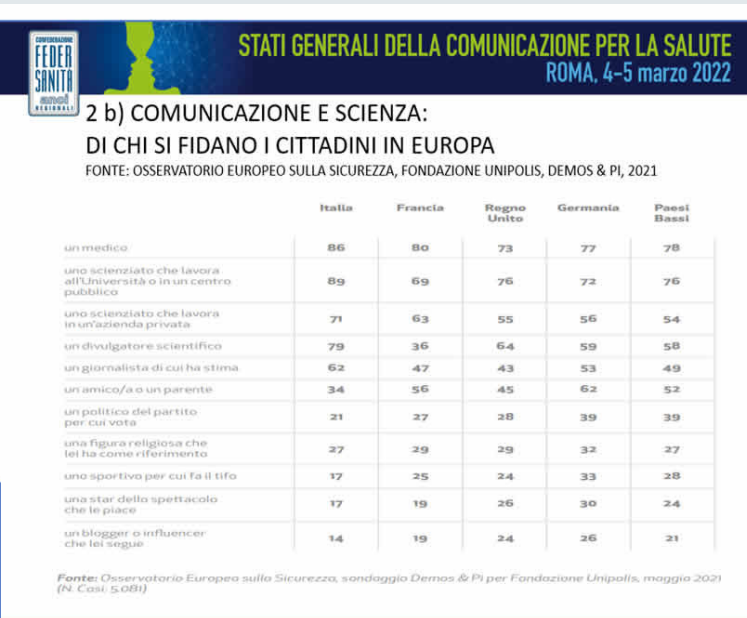 CONFEDERAZIONE
FEDER
SANITÀ
anci
REGIONALI
STATI GENERALI DELLA COMUNICAZIONE PER LA SALUTE
ROMA, 4-5 marzo 2022
2 b) COMUNICAZIONE E SCIENZA:
DI CHI SI FIDANO I CITTADINI IN EUROPA
FONTE: OSSERVATORIO EUROPEO SULLA SICUREZZA, FONDAZIONE UNIPOLIS, DEMOS & PI, 2021
Italia Francia Regno Germania Paesi
Unito Bassi
un medico 86 80 73 77 78
uno scienziato che lavora
all'Università o in un centro 89 69 76 72 76
pubblico
uno scienziato che lavora
in un'azienda privata 71 63 55 56 54
un divulgatore scientifico 79 36 64 59 58
un giornalista di cui ha stima 62 47 43 53 49
un amico/a o un parente 34 56 45 62 52
un politico del partito
per cui vota 21 27 28 39 39
una figura religiosa che
lei ha come riferimento 27 29 29 32 27
uno sportivo per cui fa il tifo 17 25 24 33 28
una star dello spettacolo
che le piace 17 19 26 30 24
un blogger o influencer
che lei segue 14 19 24 26 21
Fonte: Osservatorio Europeo sulla Sicurezza, sondaggio Demos & Pi per Fondazione Unipolis, maggio 2021
(N. Casi: 5.081)